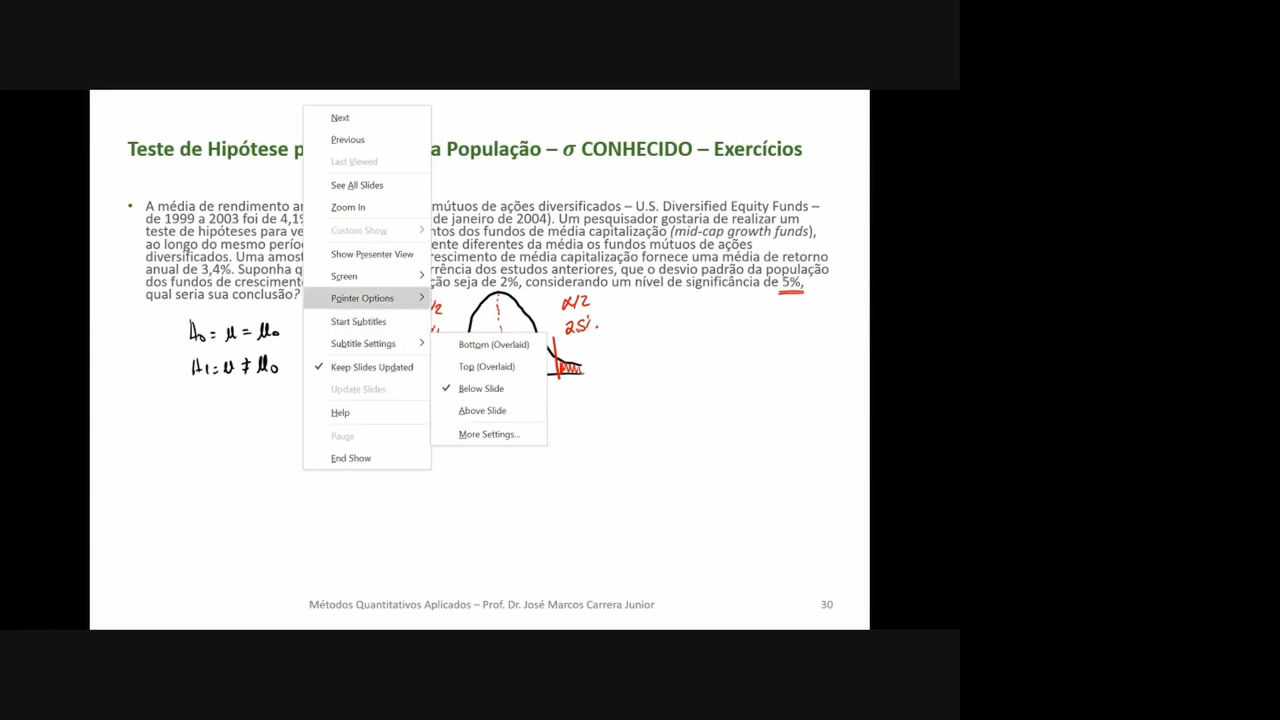 Teste de Hipótese p a População – σ CONHECIDO – Exercícios
• A média de rendimento an mútuos de ações diversificados – U.S. Diversified Equity Funds –
de 1999 a 2003 foi de 4,1% de janeiro de 2004). Um pesquisador gostaria de realizar um
teste de hipóteses para ve ntos dos fundos de média capitalização (mid-cap growth funds),
ao longo do mesmo períod ente diferentes da média os fundos mútuos de ações
diversificados. Uma amost rescimento de média capitalização fornece uma média de retorno
anual de 3,4%. Suponha q rrência dos estudos anteriores, que o desvio padrão da população
dos fundos de cresciment ção seja de 2%, considerando um nível de significância de 5%,
qual seria sua conclusão?
Next
Previous
Last Viewed
See All Slides
Zoom In
Custom Show
Show Presenter View
Screen
Pointer Options
Start Subtitles
Subtitle Settings
Keep Slides Updated
Update Slides
Help
Pause
End Show
Bottom (Overlaid)
Top (Overlaid)
Below Slide
Above Slide
More Settings...
H₀ = μ = μ₀
H₁ = μ ≠ μ₀
/2
α/2
2,5%
Métodos Quantitativos Aplicados – Prof. Dr. José Marcos Carrera Junior
30